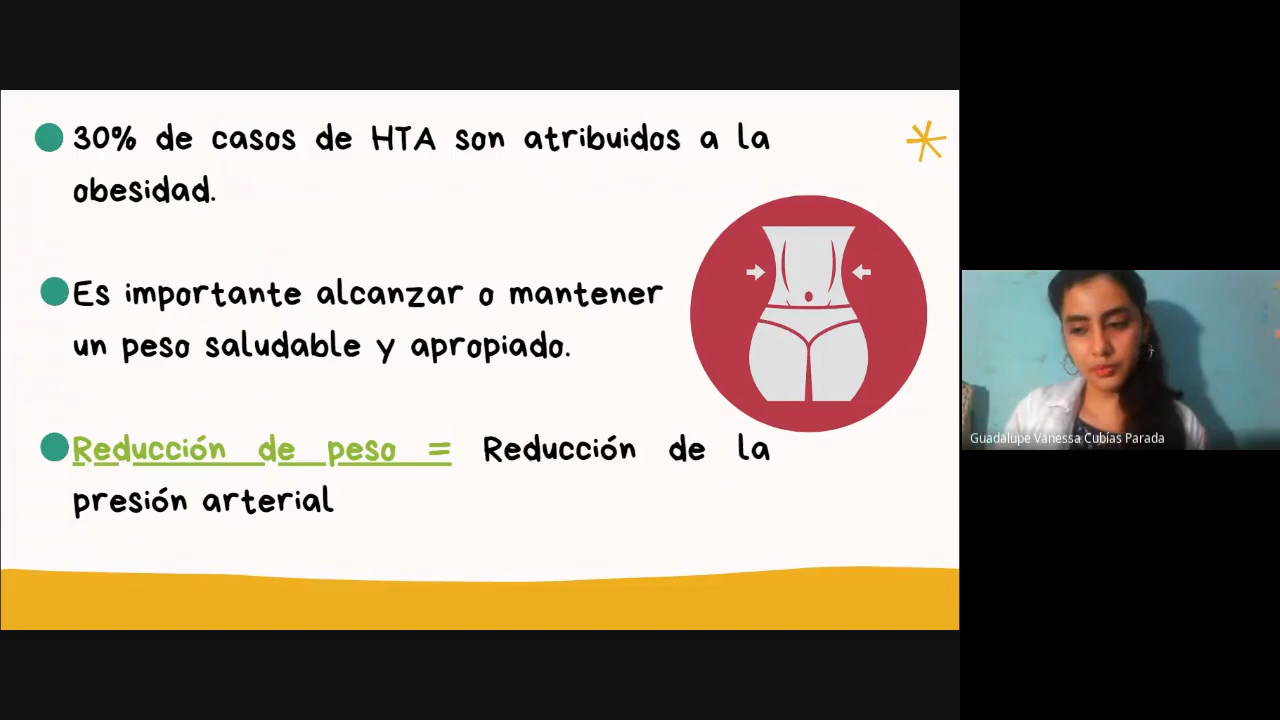 30% de casos de HTA son atribuidos a la
obesidad.
Es importante alcanzar o mantener
un peso saludable y apropiado.
Reducción de peso = Reducción de la
presión arterial
Guadalupe Vanessa Cubías Parada